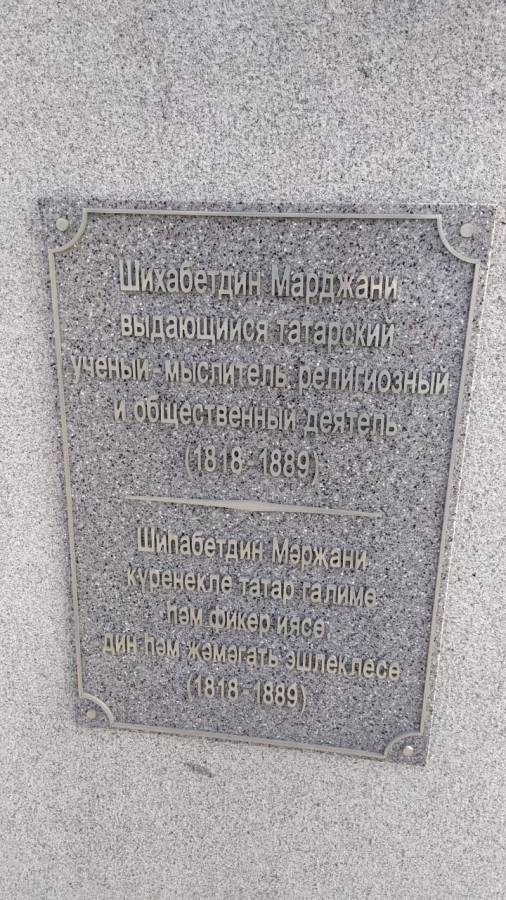 Шихабетдин Марджани
выдающийся татарский
ученый - мыслитель, религиозный
и общественный деятель
(1818- 1889)
Шиһабетдин Мәрҗани
күренекле татар галиме
һәм фикер иясе,
дин һәм җәмәгать эшлеклесе
(1818 - 1889)